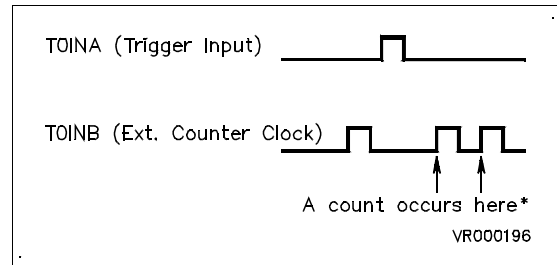 T0INA (Trigger Input)
T0INB (Ext. Counter Clock)
A count occurs here*
VR000196